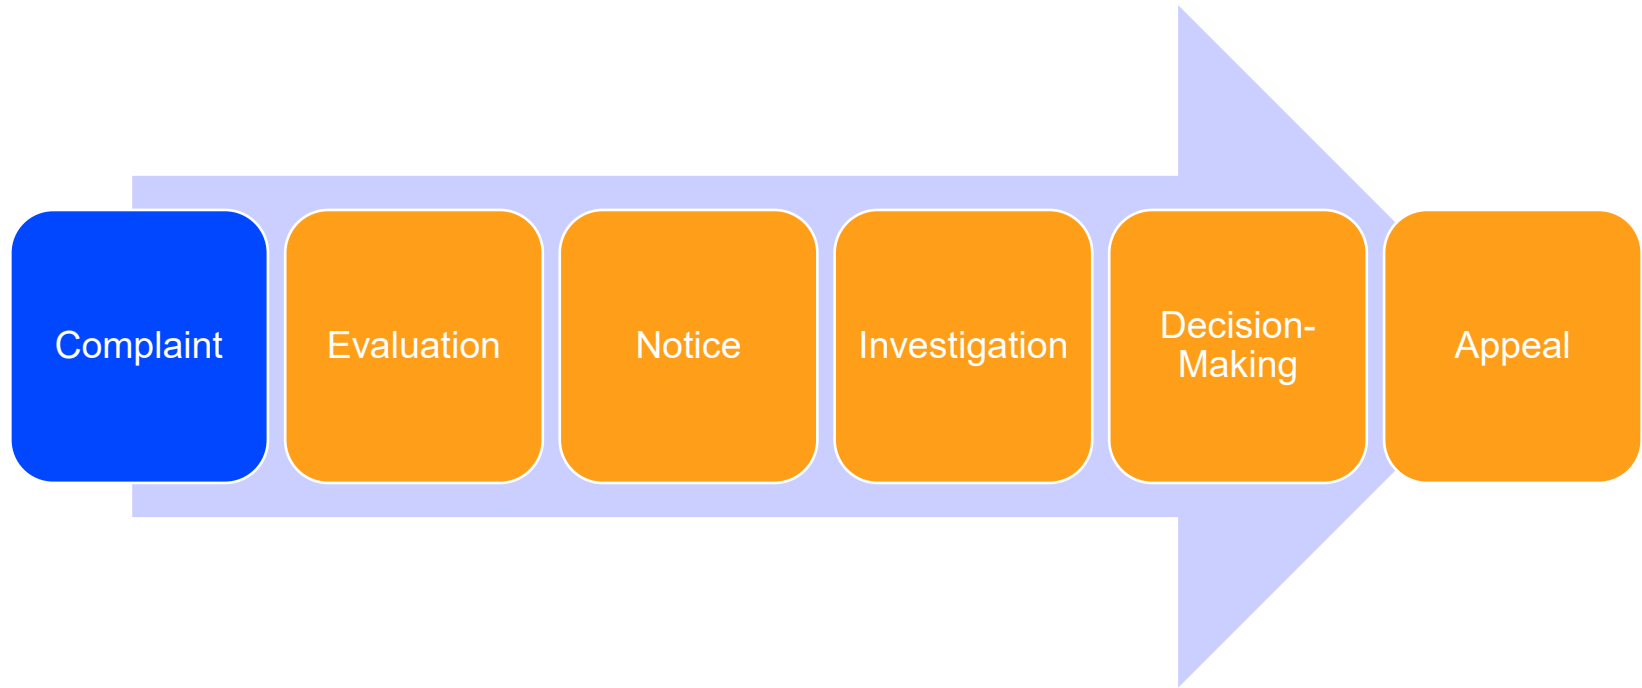 Complaint
Evaluation
Notice
Investigation
Decision-
Making
Appeal